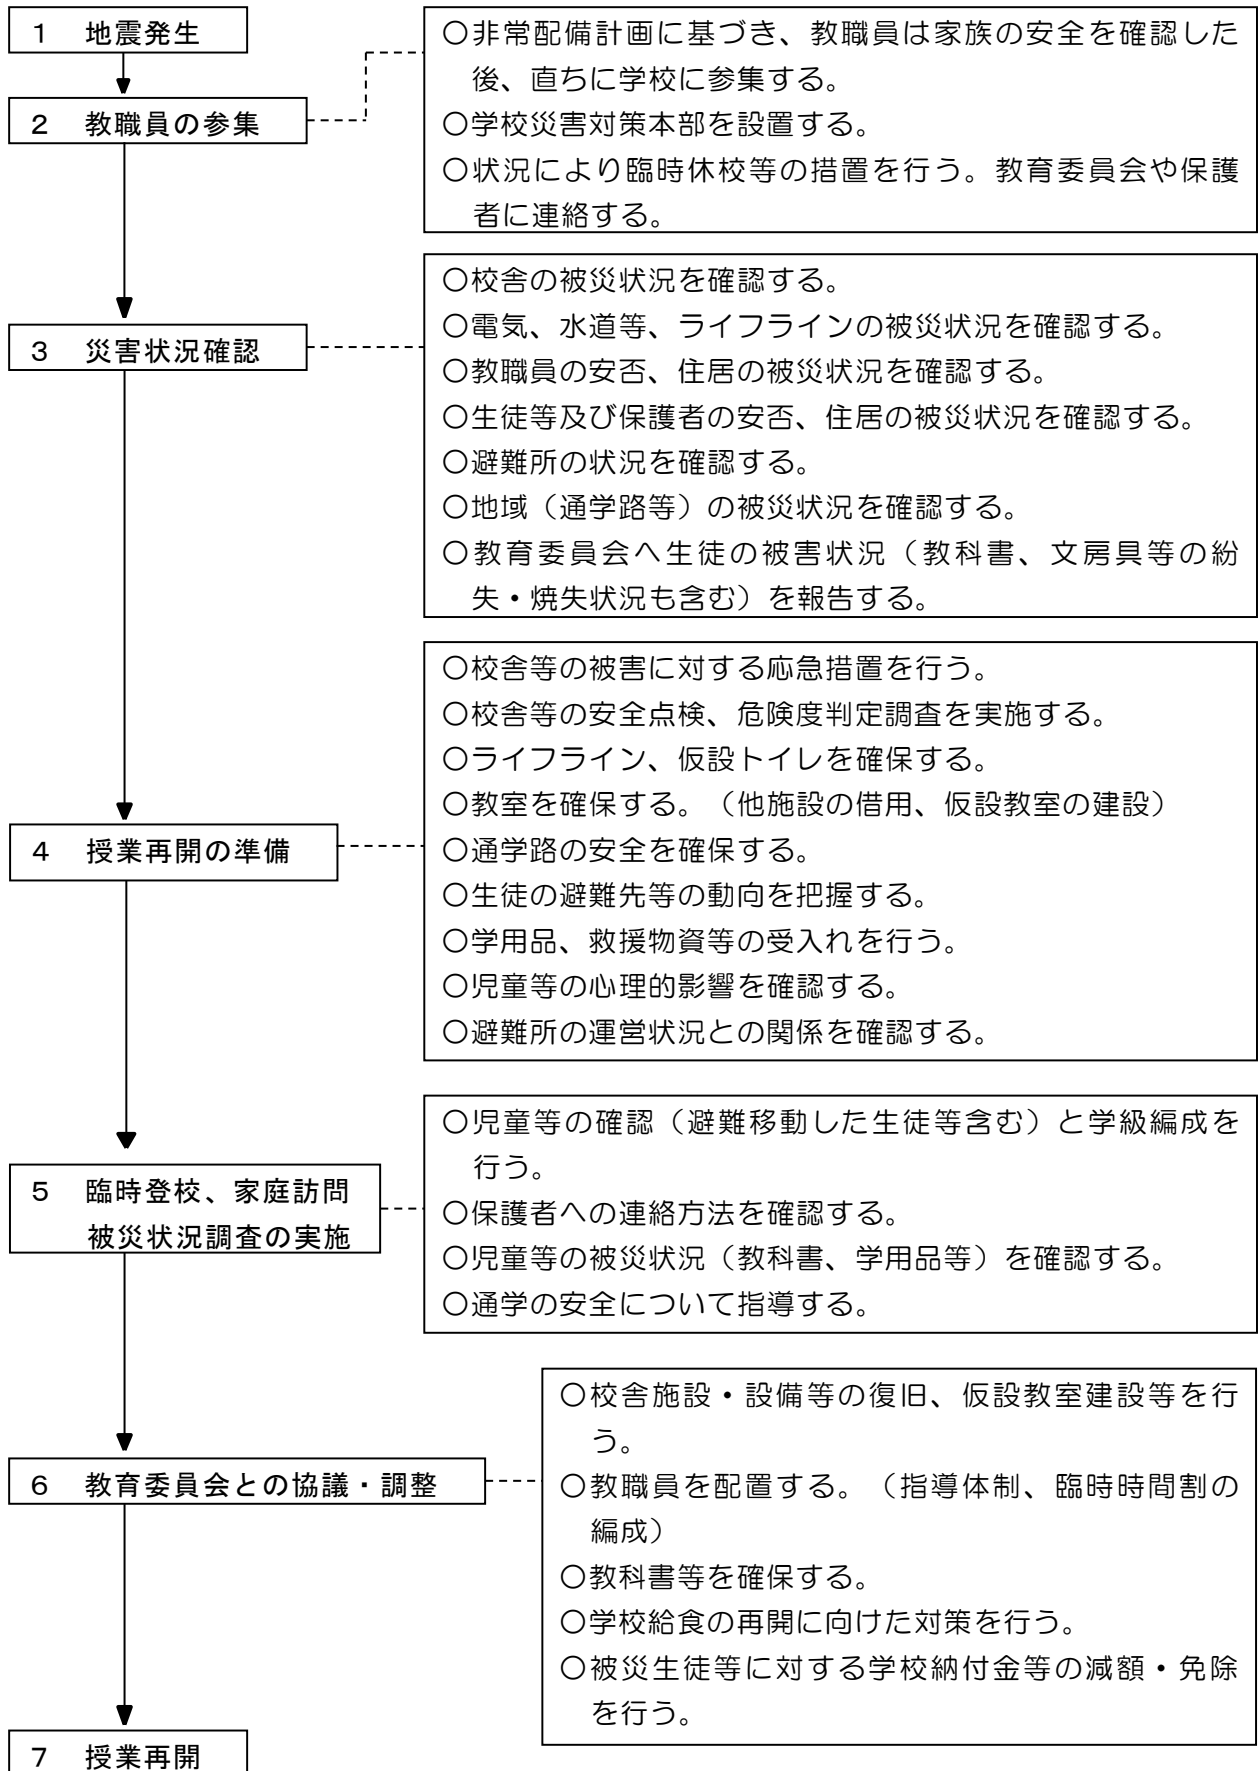 １　地震発生
２　教職員の参集
〇非常配備計画に基づき、教職員は家族の安全を確認した
後、直ちに学校に参集する。
〇学校災害対策本部を設置する。
〇状況により臨時休校等の措置を行う。教育委員会や保護
者に連絡する。
３　災害状況確認
〇校舎の被災状況を確認する。
〇電気、水道等、ライフラインの被災状況を確認する。
〇教職員の安否、住居の被災状況を確認する。
〇生徒等及び保護者の安否、住居の被災状況を確認する。
〇避難所の状況を確認する。
〇地域（通学路等）の被災状況を確認する。
〇教育委員会へ生徒の被害状況（教科書、文房具等の紛
失・焼失状況も含む）を報告する。
４　授業再開の準備
〇校舎等の被害に対する応急措置を行う。
〇校舎等の安全点検、危険度判定調査を実施する。
〇ライフライン、仮設トイレを確保する。
〇教室を確保する。（他施設の借用、仮設教室の建設）
〇通学路の安全を確保する。
〇生徒の避難先等の動向を把握する。
〇学用品、救援物資等の受入れを行う。
〇児童等の心理的影響を確認する。
〇避難所の運営状況との関係を確認する。
５　臨時登校、家庭訪問
被災状況調査の実施
〇児童等の確認（避難移動した生徒等含む）と学級編成を
行う。
〇保護者への連絡方法を確認する。
〇児童等の被災状況（教科書、学用品等）を確認する。
〇通学の安全について指導する。
６　教育委員会との協議・調整
〇校舎施設・設備等の復旧、仮設教室建設等を行
う。
〇教職員を配置する。（指導体制、臨時時間割の
編成）
〇教科書等を確保する。
〇学校給食の再開に向けた対策を行う。
〇被災生徒等に対する学校納付金等の減額・免除
を行う。
７　授業再開